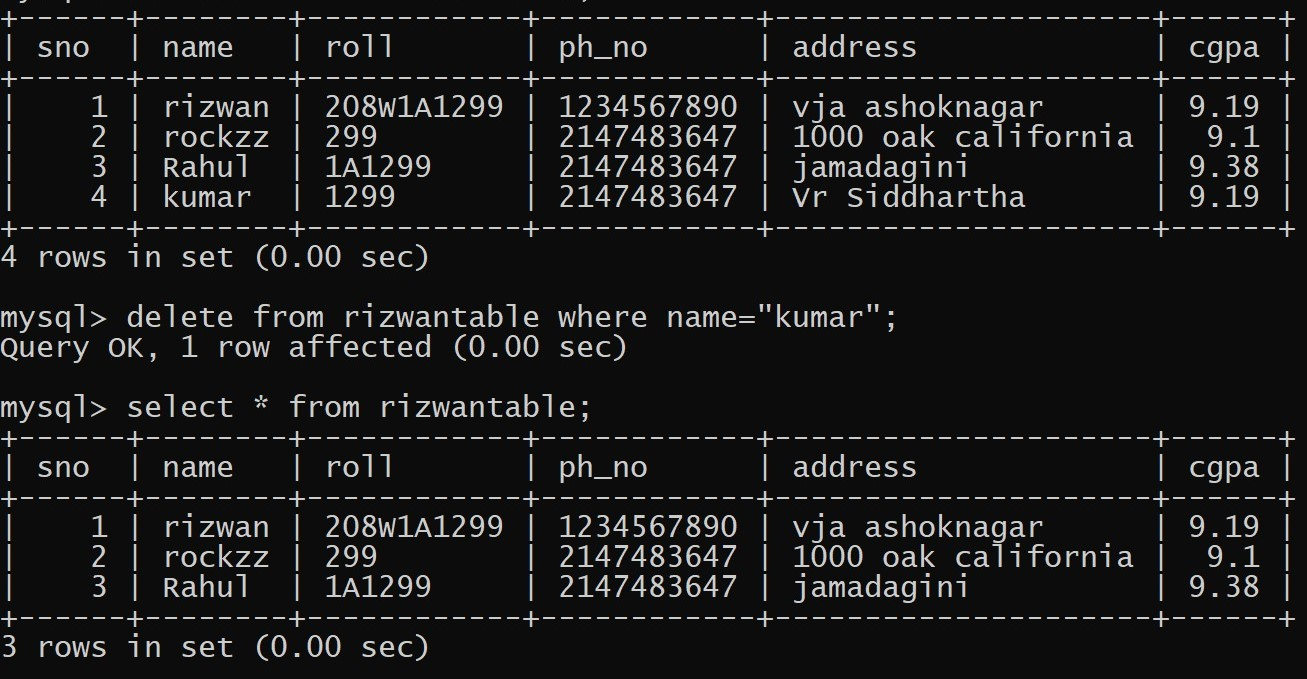 +------+--------+------------+------------+---------------------+------+
| sno  | name   | roll       | ph_no      | address             | cgpa |
+------+--------+------------+------------+---------------------+------+
|    1 | rizwan | 208W1A1299 | 1234567890 | vja ashoknagar      | 9.19 |
|    2 | rockzz | 299        | 2147483647 | 1000 oak california |  9.1 |
|    3 | Rahul  | 1A1299     | 2147483647 | jamadagini          | 9.38 |
|    4 | kumar  | 1299       | 2147483647 | Vr Siddhartha       | 9.19 |
+------+--------+------------+------------+---------------------+------+
4 rows in set (0.00 sec)
mysql> delete from rizwantable where name="kumar";
Query OK, 1 row affected (0.00 sec)
mysql> select * from rizwantable;
+------+--------+------------+------------+---------------------+------+
| sno  | name   | roll       | ph_no      | address             | cgpa |
+------+--------+------------+------------+---------------------+------+
|    1 | rizwan | 208W1A1299 | 1234567890 | vja ashoknagar      | 9.19 |
|    2 | rockzz | 299        | 2147483647 | 1000 oak california |  9.1 |
|    3 | Rahul  | 1A1299     | 2147483647 | jamadagini          | 9.38 |
+------+--------+------------+------------+---------------------+------+
3 rows in set (0.00 sec)